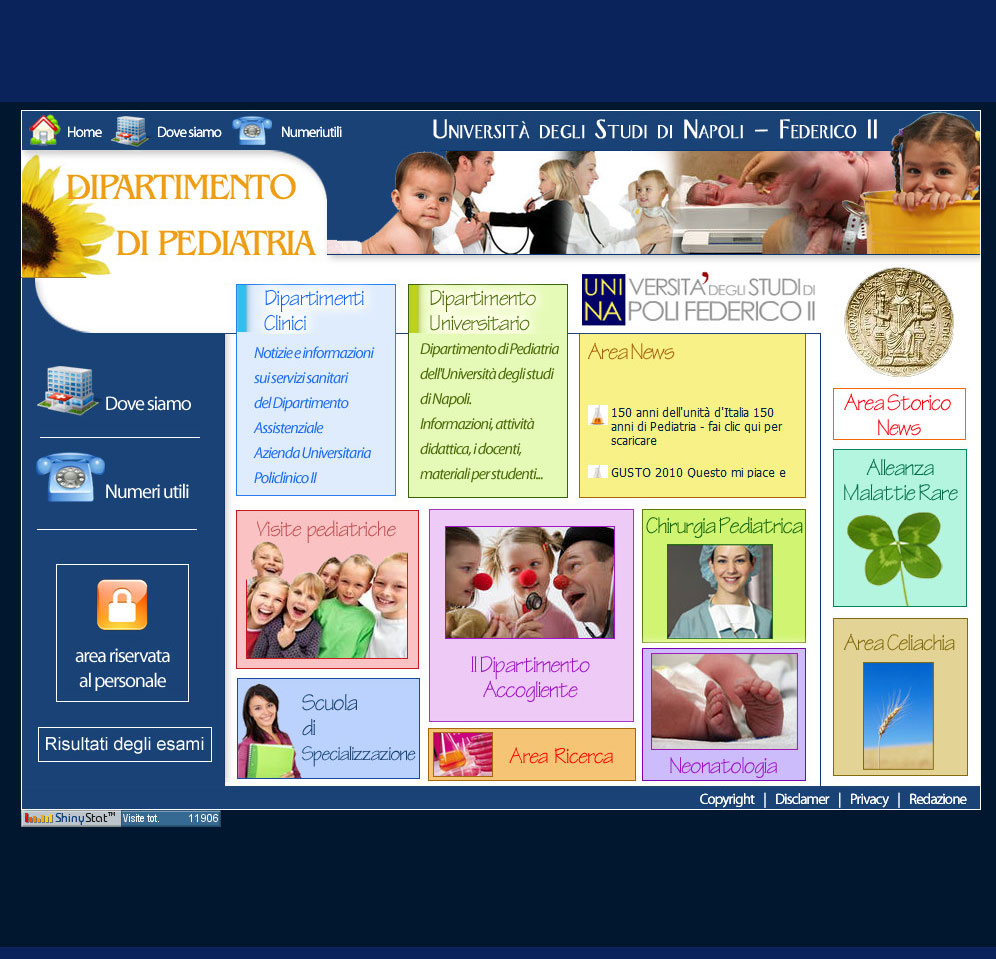 Home
Dove siamo
Numeriutili
Università degli Studi di Napoli – Federico II
DIPARTIMENTO
DI PEDIATRIA
Dove siamo
Numeri utili
area riservata
al personale
Risultati degli esami
Dipartimenti
Clinici
Notizie e informazioni
sui servizi sanitari
del Dipartimento
Assistenziale
Azienda Universitaria
Policlinico II
Dipartimento
Universitario
Dipartimento di Pediatria
dell'Università degli studi
di Napoli.
Informazioni, attività
didattica, i docenti,
materiali per studenti...
UNIVERSITA' DEGLI STUDI DI
NAPOLI FEDERICO II
Area News
150 anni dell'unità d'Italia 150
anni di Pediatria - fai clic qui per
scaricare
GUSTO 2010 Questo mi piace e
Area Storico
News
Alleanza
Malattie Rare
Area Celiachia
Visite pediatriche
Il Dipartimento
Accogliente
Chirurgia Pediatrica
Neonatologia
Scuola
di
Specializzazione
Area Ricerca
Copyright | Disclamer | Privacy | Redazione
ShinyStat™ Visite tot. 11906